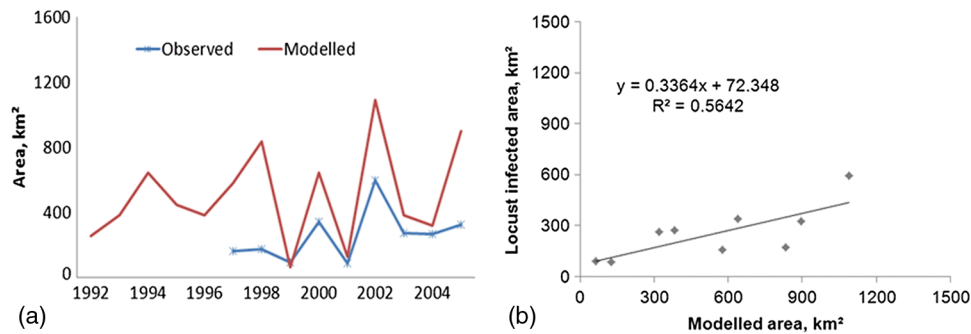 1600
1200
800
400
0
Area, km²
Observed
Modelled
1992
1994
1996
1998
2000
2002
2004
(a)
1500
1200
900
600
300
0
Locust infected area, km²
y = 0.3364x + 72.348
R² = 0.5642
0
300
600
900
1200
1500
Modelled area, km²
(b)